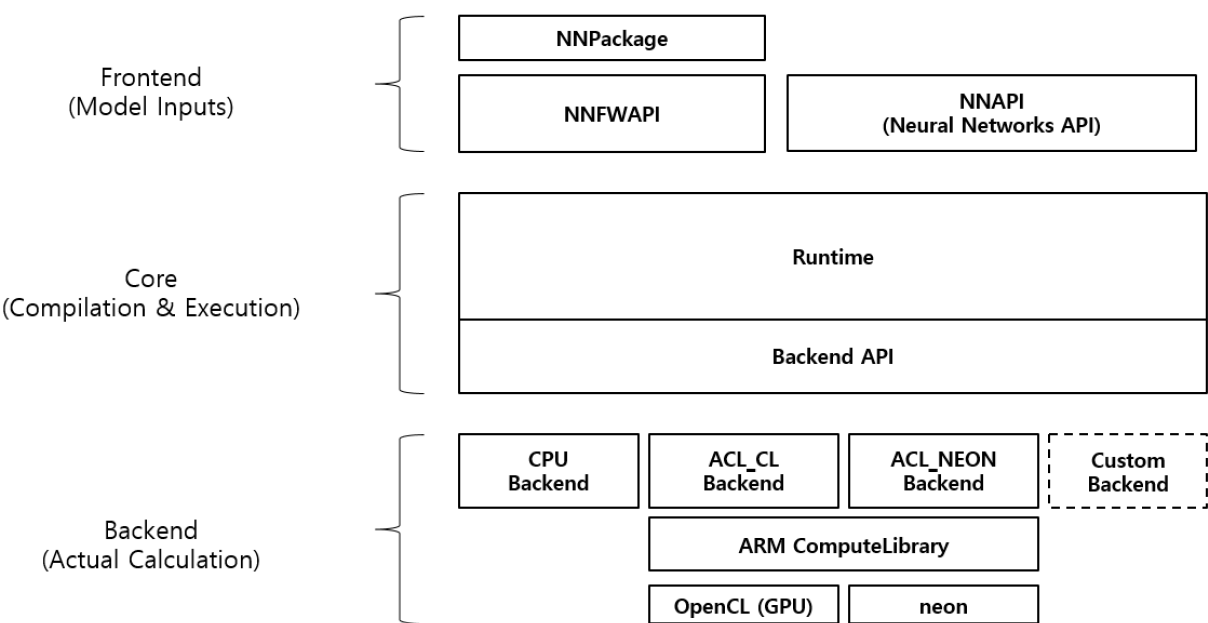 Frontend
(Model Inputs)
NNPackage
NNFWAPI
NNAPI
(Neural Networks API)
Core
(Compilation & Execution)
Runtime
Backend API
Backend
(Actual Calculation)
CPU
Backend
ACL_CL
Backend
ACL_NEON
Backend
Custom
Backend
ARM ComputeLibrary
OpenCL (GPU)
neon